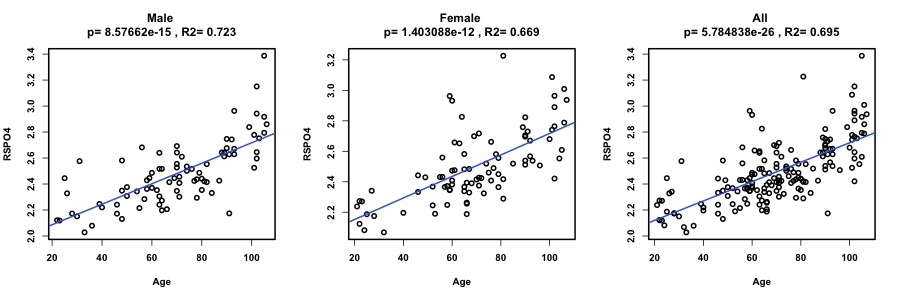 Male
p= 8.57662e-15 , R2= 0.723
RSPO4
3.4
3.2
3.0
2.8
2.6
2.4
2.2
2.0
20 40 60 80 100
Age
Female
p= 1.403088e-12 , R2= 0.669
RSPO4
3.2
3.0
2.8
2.6
2.4
2.2
20 40 60 80 100
Age
All
p= 5.784838e-26 , R2= 0.695
RSPO4
3.4
3.2
3.0
2.8
2.6
2.4
2.2
2.0
20 40 60 80 100
Age